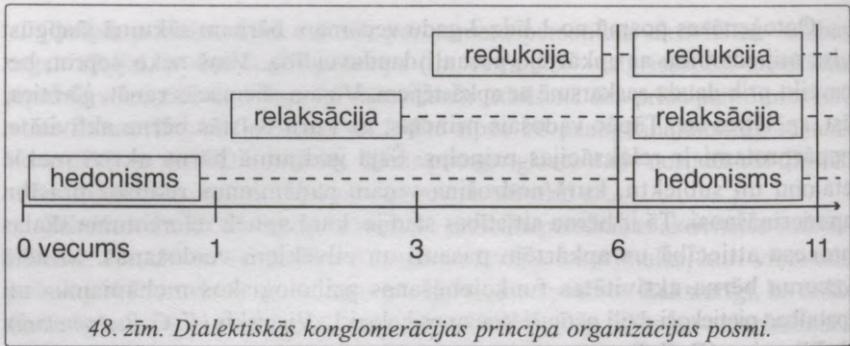 redukcija redukcija
relaksācija relaksācija
hedonisms hedonisms
0 vecums 1 3 6 11
48. zīm. Dialektiskās konglomerācijas principa organizācijas posmi.